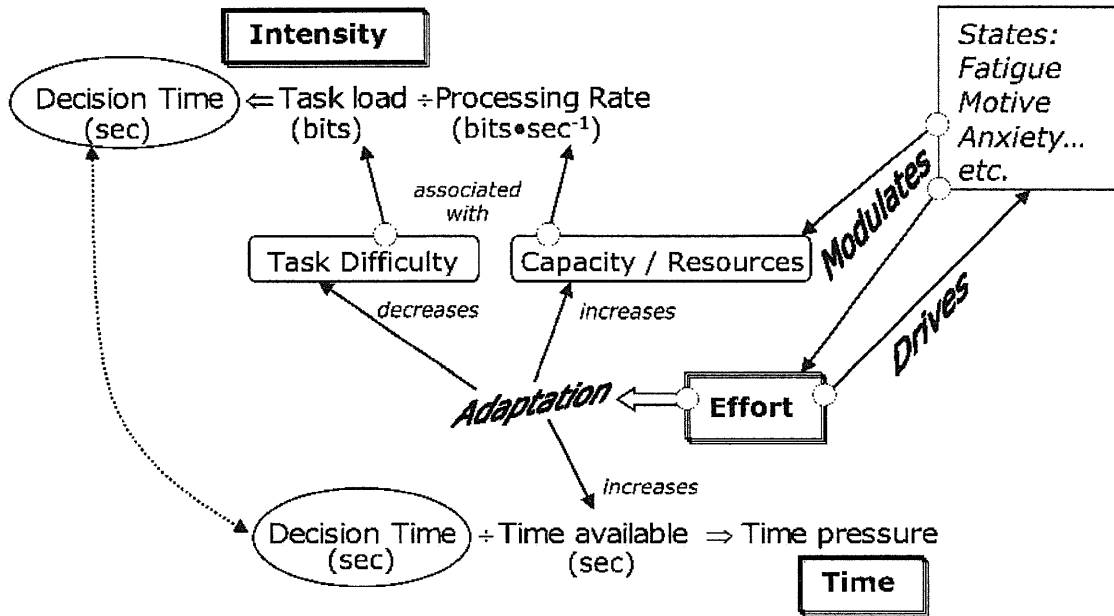 Intensity
States:
Fatigue
Motive
Anxiety...
etc.
Decision Time ⇐ Task load ÷ Processing Rate
(sec) (bits) (bits•sec⁻¹)
associated
with
Modulates
Task Difficulty Capacity / Resources
decreases increases
Drives
Adaptation Effort
increases
Decision Time ÷ Time available ⇒ Time pressure
(sec) (sec)
Time